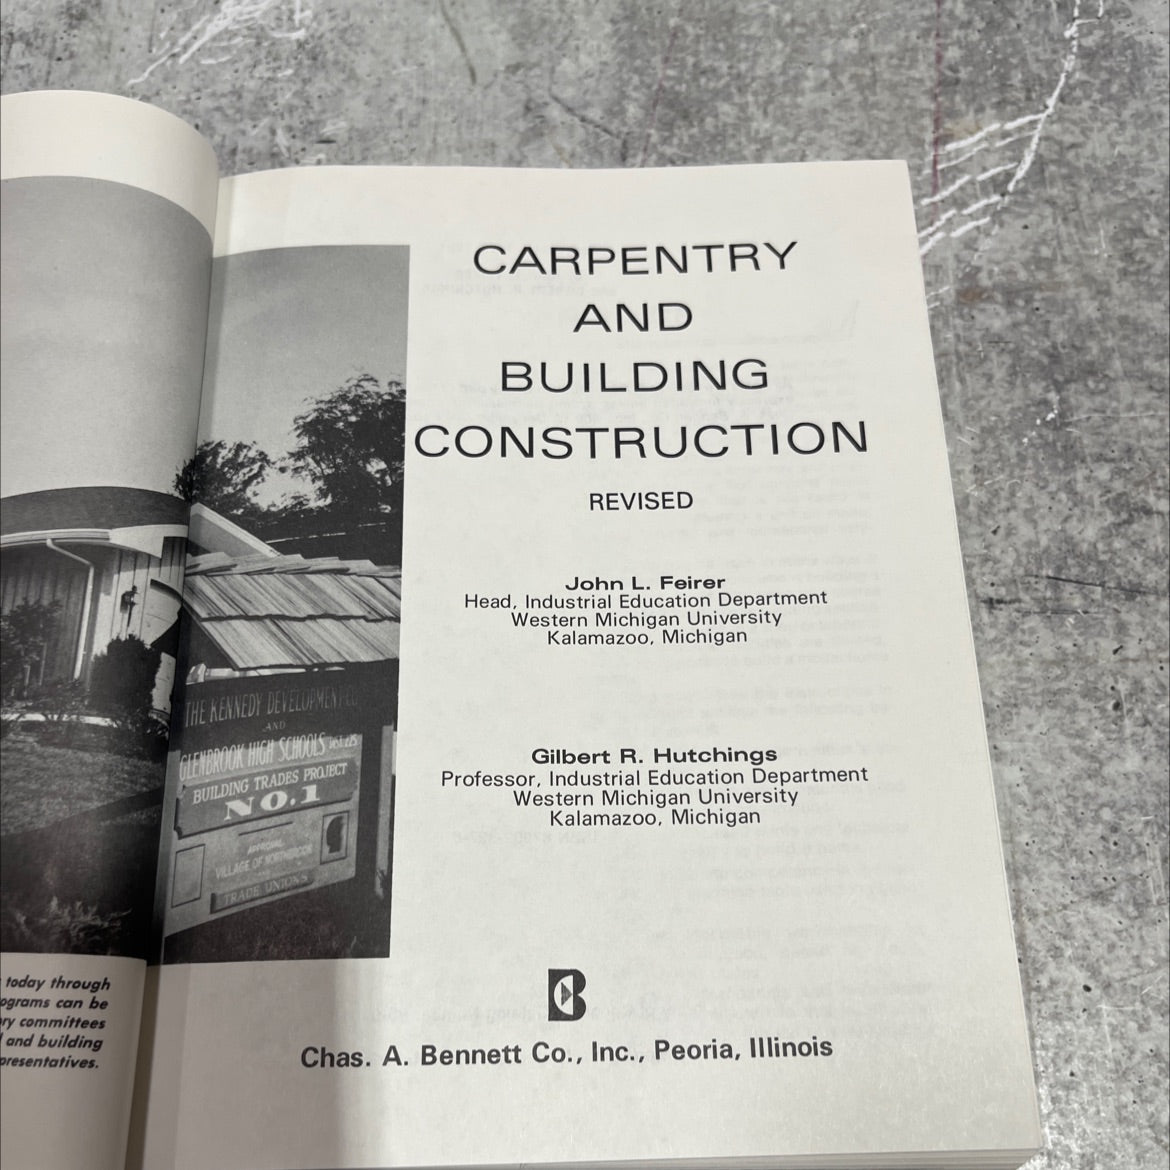 today through
ograms can be
ry committees
and building
presentatives.
THE KENNEDY DEVELOPMENT CO
AND
GLENBROOK HIGH SCHOOLS
BUILDING TRADES PROJECT
NO.1
APPROVAL
VILLAGE OF NORTHBROOK
TRADE UNIONS
CARPENTRY
AND
BUILDING
CONSTRUCTION
REVISED
John L. Feirer
Head, Industrial Education Department
Western Michigan University
Kalamazoo, Michigan
Gilbert R. Hutchings
Professor, Industrial Education Department
Western Michigan University
Kalamazoo, Michigan
B
Chas. A. Bennett Co., Inc., Peoria, Illinois